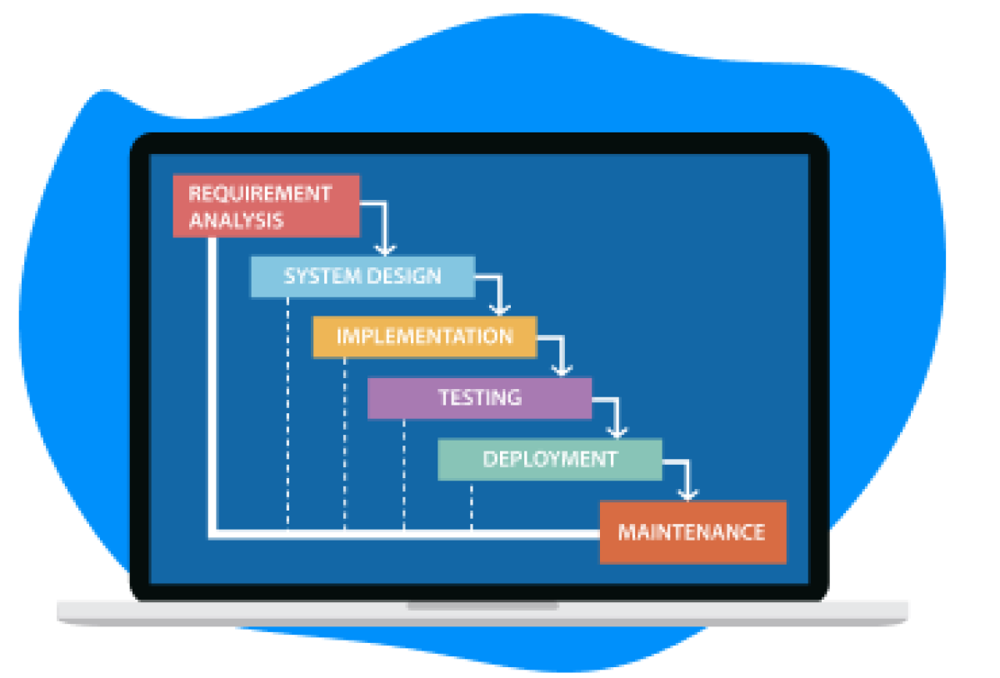 REQUIREMENT
ANALYSIS
SYSTEM DESIGN
IMPLEMENTATION
TESTING
DEPLOYMENT
MAINTENANCE